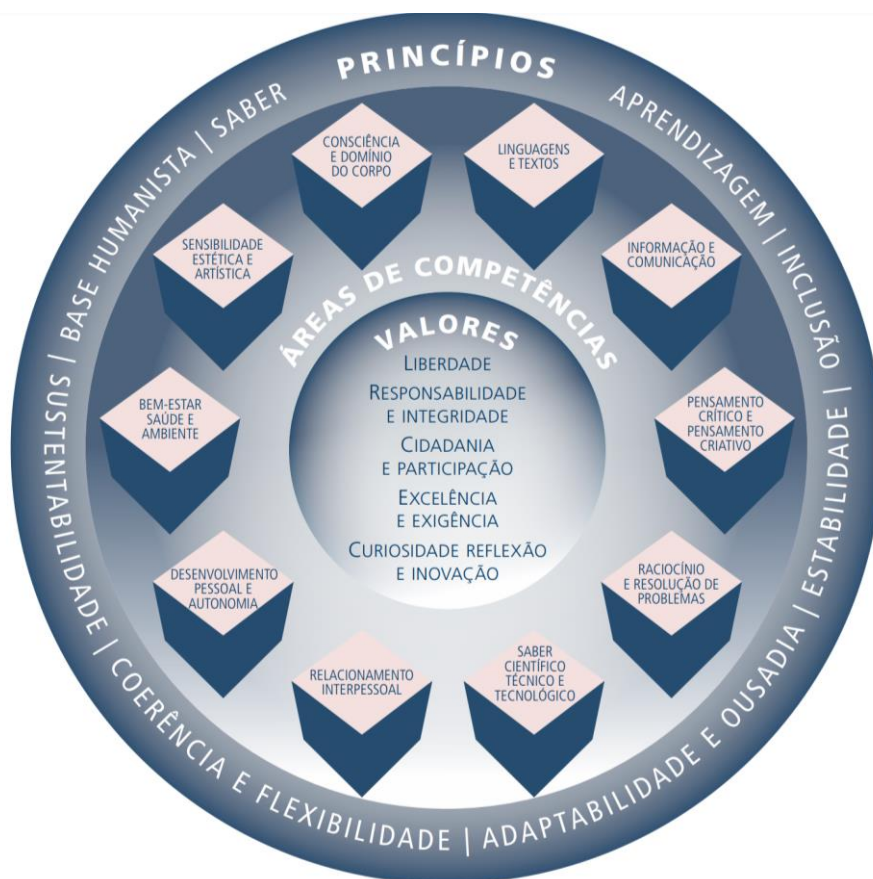 PRINCÍPIOS
SUSTENTABILIDADE | BASE HUMANISTA | SABER
APRENDIZAGEM | INCLUSÃO | ESTABILIDADE |
COERÊNCIA E FLEXIBILIDADE | ADAPTABILIDADE E OUSADIA |
ÁREAS DE COMPETÊNCIAS
CONSCIÊNCIA
E DOMÍNIO
DO CORPO
LINGUAGENS
E TEXTOS
INFORMAÇÃO E
COMUNICAÇÃO
PENSAMENTO
CRÍTICO E
PENSAMENTO
CRIATIVO
RACIOCÍNIO
E RESOLUÇÃO DE
PROBLEMAS
SABER
CIENTÍFICO
TÉCNICO E
TECNOLÓGICO
RELACIONAMENTO
INTERPESSOAL
DESENVOLVIMENTO
PESSOAL E
AUTONOMIA
BEM-ESTAR
SAÚDE E
AMBIENTE
SENSIBILIDADE
ESTÉTICA E
ARTÍSTICA
VALORES
LIBERDADE
RESPONSABILIDADE
E INTEGRIDADE
CIDADANIA
E PARTICIPAÇÃO
EXCELÊNCIA
E EXIGÊNCIA
CURIOSIDADE REFLEXÃO
E INOVAÇÃO